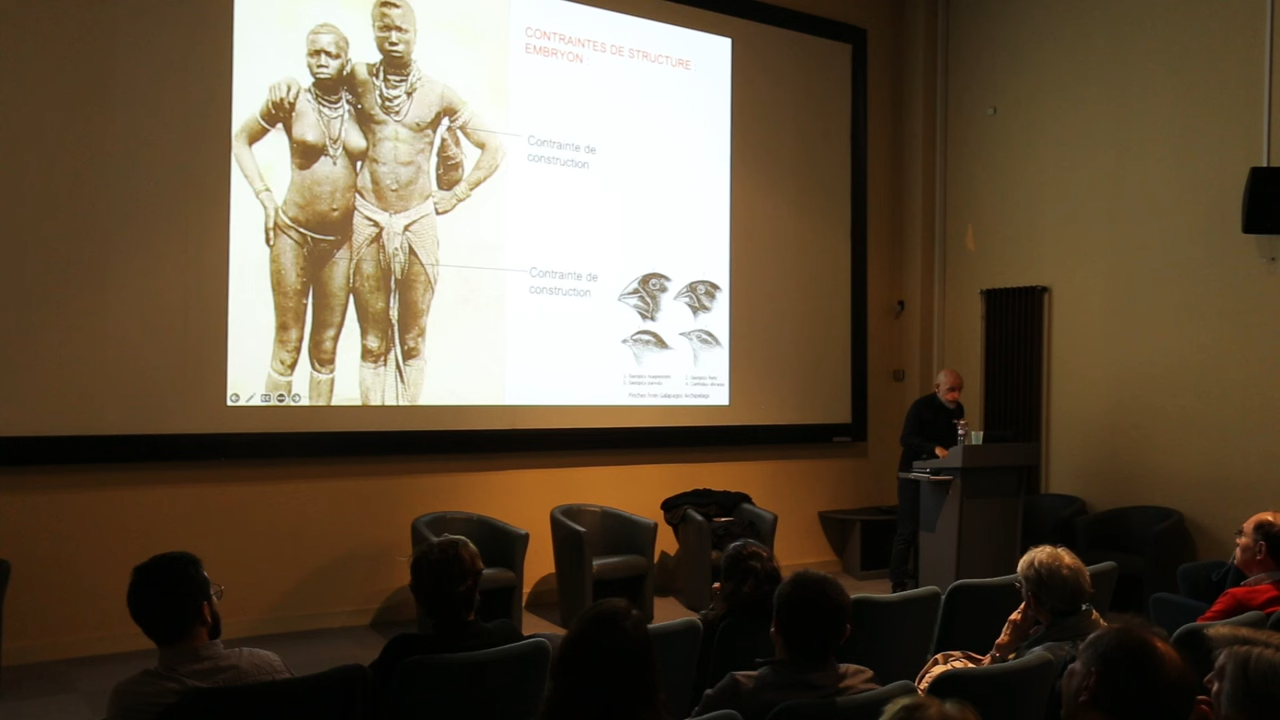 CONTRAINTES DE STRUCTURE
EMBRYON :
Contrainte de
construction
Contrainte de
construction
Finches from Galapagos Archipelago